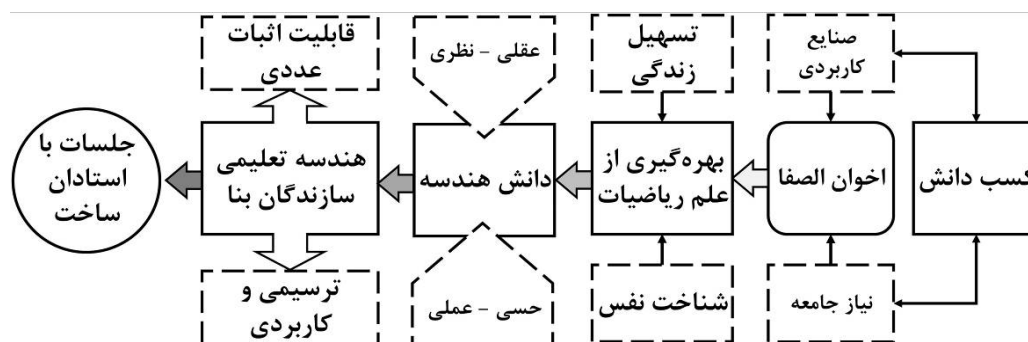 صنایع
کاربردی
تسهیل
زندگی
عقلی - نظری
قابلیت اثبات
عددی
کسب دانش
اخوان الصفا
بهره‌گیری از
علم ریاضیات
دانش هندسه
هندسه تعلیمی
سازندگان بنا
جلسات با
استادان
ساخت
نیاز جامعه
شناخت نفس
حسی - عملی
ترسیمی و
کاربردی